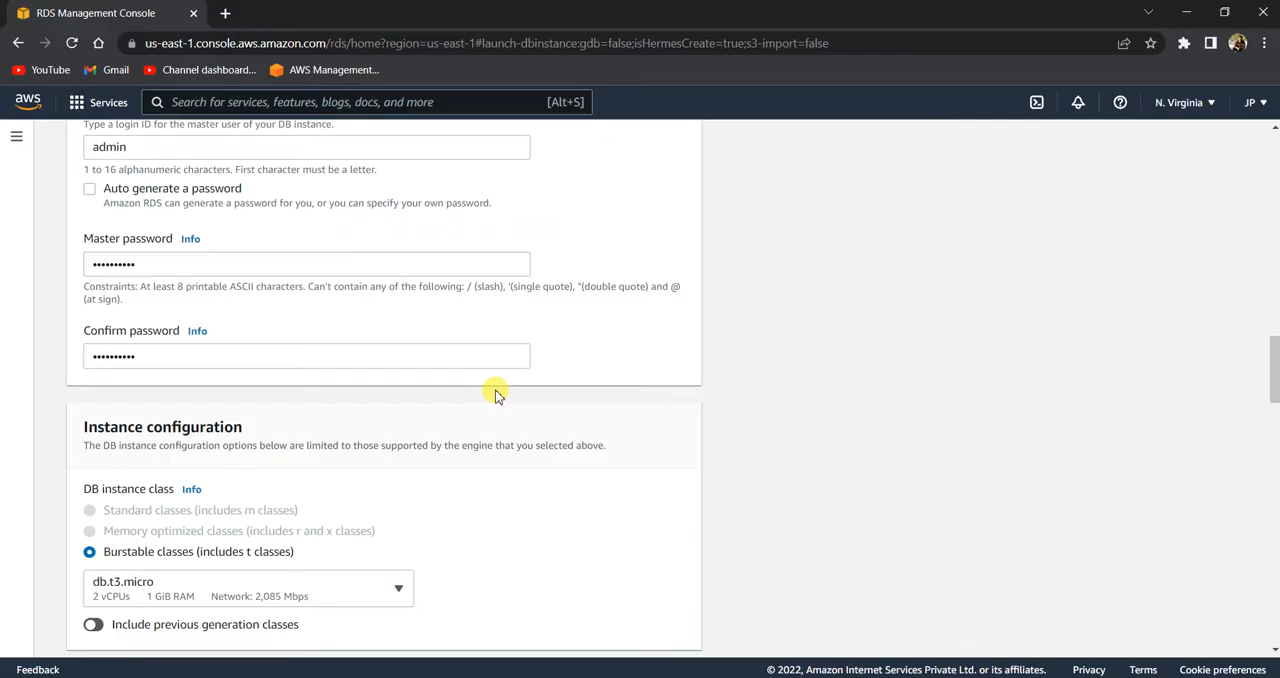 RDS Management Console
us-east-1.console.aws.amazon.com/rds/home?region=us-east-1#launch-dbinstance:gdb=false;isHermesCreate=true;s3-import=false
YouTube Gmail Channel dashboard... AWS Management...
aws Services Search for services, features, blogs, docs, and more [Alt+S] N. Virginia JP
Type a login ID for the master user of your DB instance.
admin
1 to 16 alphanumeric characters. First character must be a letter.
Auto generate a password
Amazon RDS can generate a password for you, or you can specify your own password.
Master password Info
••••••••••
Constraints: At least 8 printable ASCII characters. Can't contain any of the following: / (slash), '(single quote), "(double quote) and @
(at sign).
Confirm password Info
••••••••••
Instance configuration
The DB instance configuration options below are limited to those supported by the engine that you selected above.
DB instance class Info
Standard classes (includes m classes)
Memory optimized classes (includes r and x classes)
Burstable classes (includes t classes)
db.t3.micro
2 vCPUs 1 GiB RAM Network: 2,085 Mbps
Include previous generation classes
Feedback © 2022, Amazon Internet Services Private Ltd. or its affiliates. Privacy Terms Cookie preferences